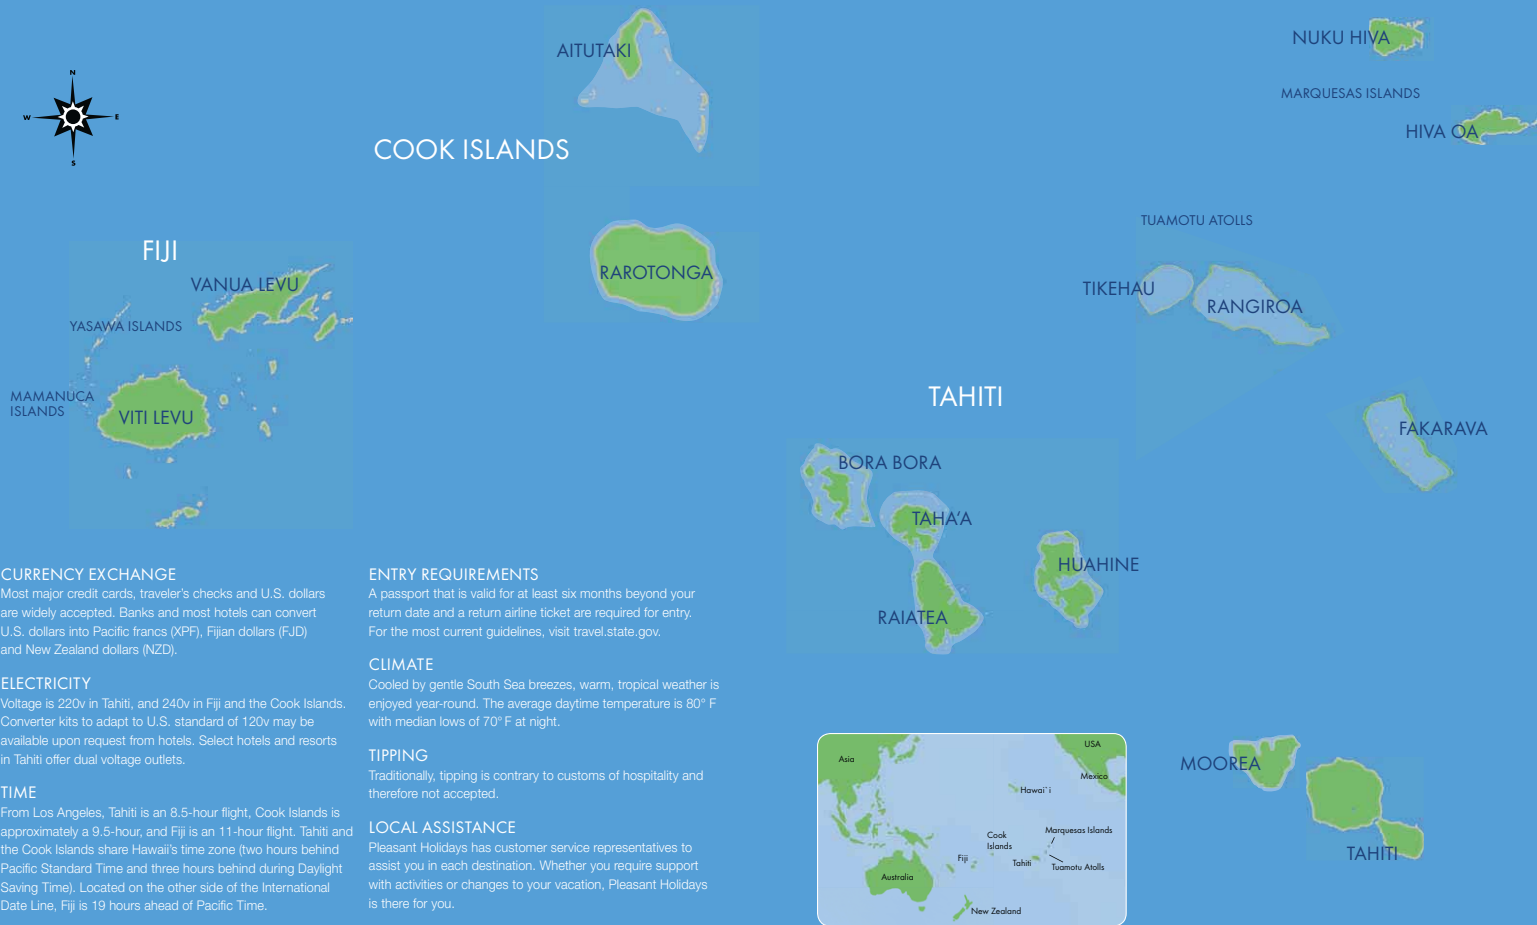 N
W
E
S
AITUTAKI
COOK ISLANDS
RAROTONGA
NUKU HIVA
MARQUESAS ISLANDS
HIVA OA
TUAMOTU ATOLLS
TIKEHAU
RANGIROA
FAKARAVA
FIJI
VANUA LEVU
YASAWA ISLANDS
MAMANUCA
ISLANDS
VITI LEVU
TAHITI
BORA BORA
TAHA'A
HUAHINE
RAIATEA
MOOREA
TAHITI
CURRENCY EXCHANGE
Most major credit cards, traveler's checks and U.S. dollars
are widely accepted. Banks and most hotels can convert
U.S. dollars into Pacific francs (XPF), Fijian dollars (FJD)
and New Zealand dollars (NZD).
ELECTRICITY
Voltage is 220v in Tahiti, and 240v in Fiji and the Cook Islands.
Converter kits to adapt to U.S. standard of 120v may be
available upon request from hotels. Select hotels and resorts
in Tahiti offer dual voltage outlets.
TIME
From Los Angeles, Tahiti is an 8.5-hour flight, Cook Islands is
approximately a 9.5-hour, and Fiji is an 11-hour flight. Tahiti and
the Cook Islands share Hawaii's time zone (two hours behind
Pacific Standard Time and three hours behind during Daylight
Saving Time). Located on the other side of the International
Date Line, Fiji is 19 hours ahead of Pacific Time.
ENTRY REQUIREMENTS
A passport that is valid for at least six months beyond your
return date and a return airline ticket are required for entry.
For the most current guidelines, visit travel.state.gov.
CLIMATE
Cooled by gentle South Sea breezes, warm, tropical weather is
enjoyed year-round. The average daytime temperature is 80° F
with median lows of 70° F at night.
TIPPING
Traditionally, tipping is contrary to customs of hospitality and
therefore not accepted.
LOCAL ASSISTANCE
Pleasant Holidays has customer service representatives to
assist you in each destination. Whether you require support
with activities or changes to your vacation, Pleasant Holidays
is there for you.
USA
Asia
Mexico
Hawai`i
Marquesas Islands
Cook
Islands
Fiji
Tahiti
Tuamotu Atolls
Australia
New Zealand